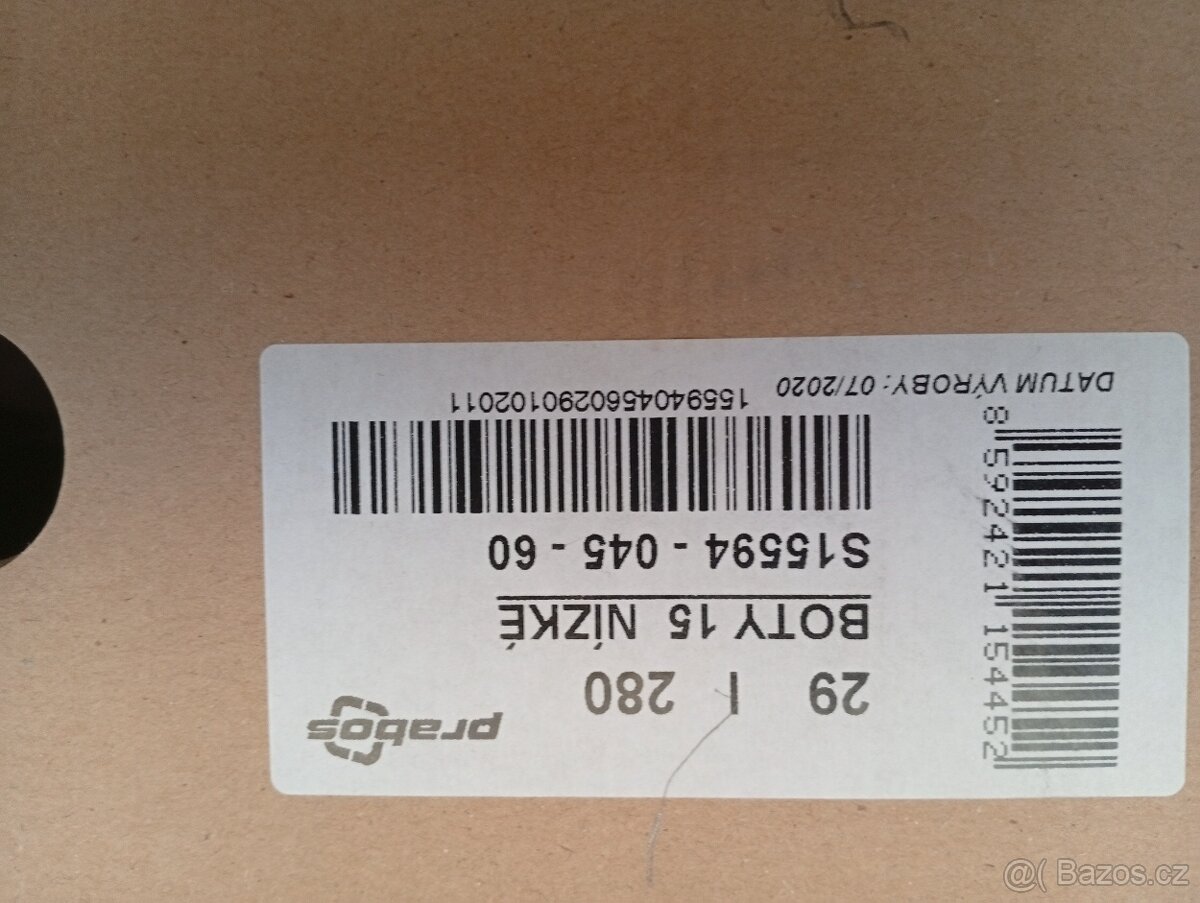 prabos
29 I 280
BOTY 15 NÍZKÉ
S15594 - 045 - 60
1559404560290102011
DATUM VÝROBY: 07/2020
8 592421 154452
@( Bazos.cz